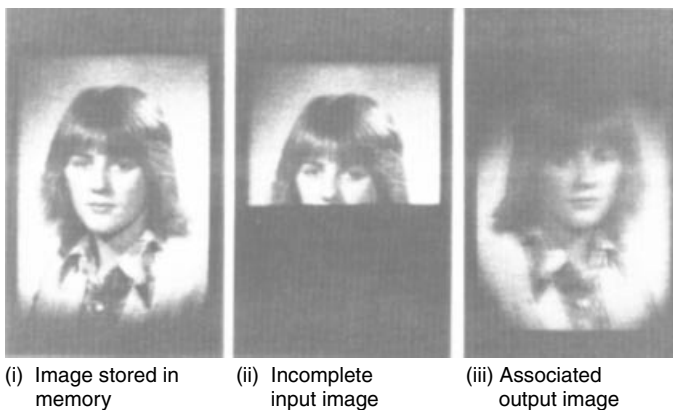 (i) Image stored in
memory
(ii) Incomplete
input image
(iii) Associated
output image